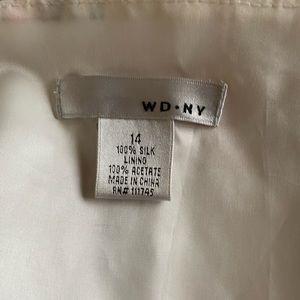 WD·NY
14
100% SILK
LINING
100% ACETATE
MADE IN CHINA
RN# 111745